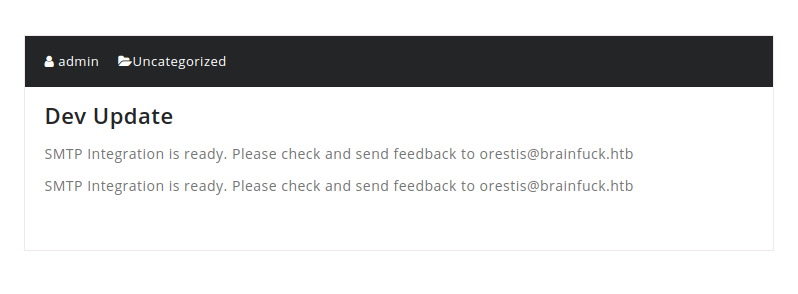 admin Uncategorized
Dev Update
SMTP Integration is ready. Please check and send feedback to orestis@brainfuck.htb
SMTP Integration is ready. Please check and send feedback to orestis@brainfuck.htb